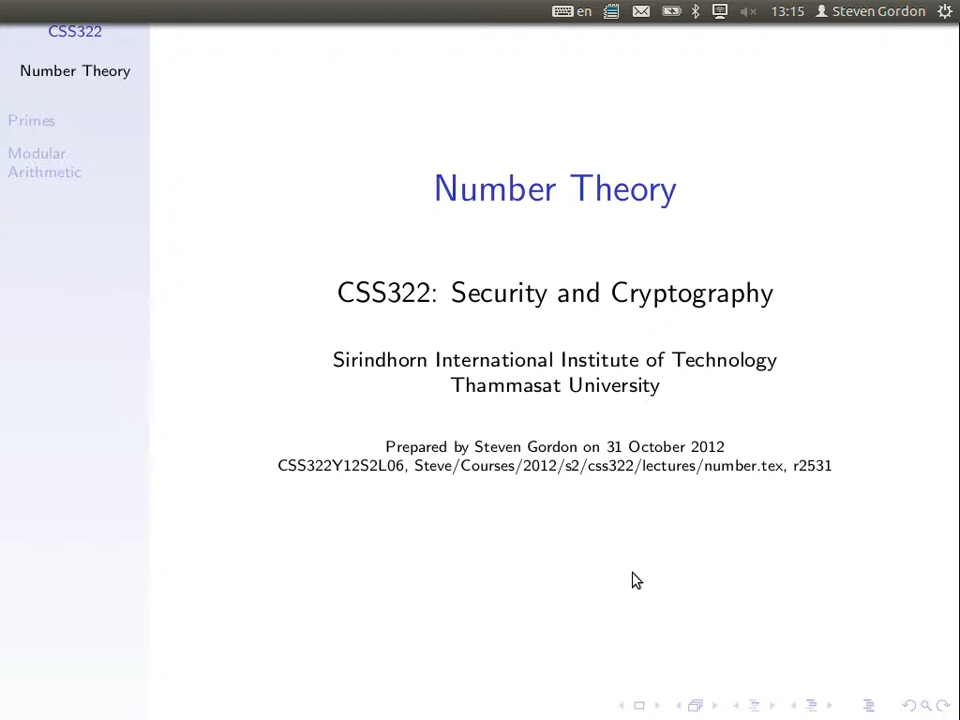 en 13:15 Steven Gordon
CSS322
Number Theory
Primes
Modular
Arithmetic
Number Theory
CSS322: Security and Cryptography
Sirindhorn International Institute of Technology
Thammasat University
Prepared by Steven Gordon on 31 October 2012
CSS322Y12S2L06, Steve/Courses/2012/s2/css322/lectures/number.tex, r2531